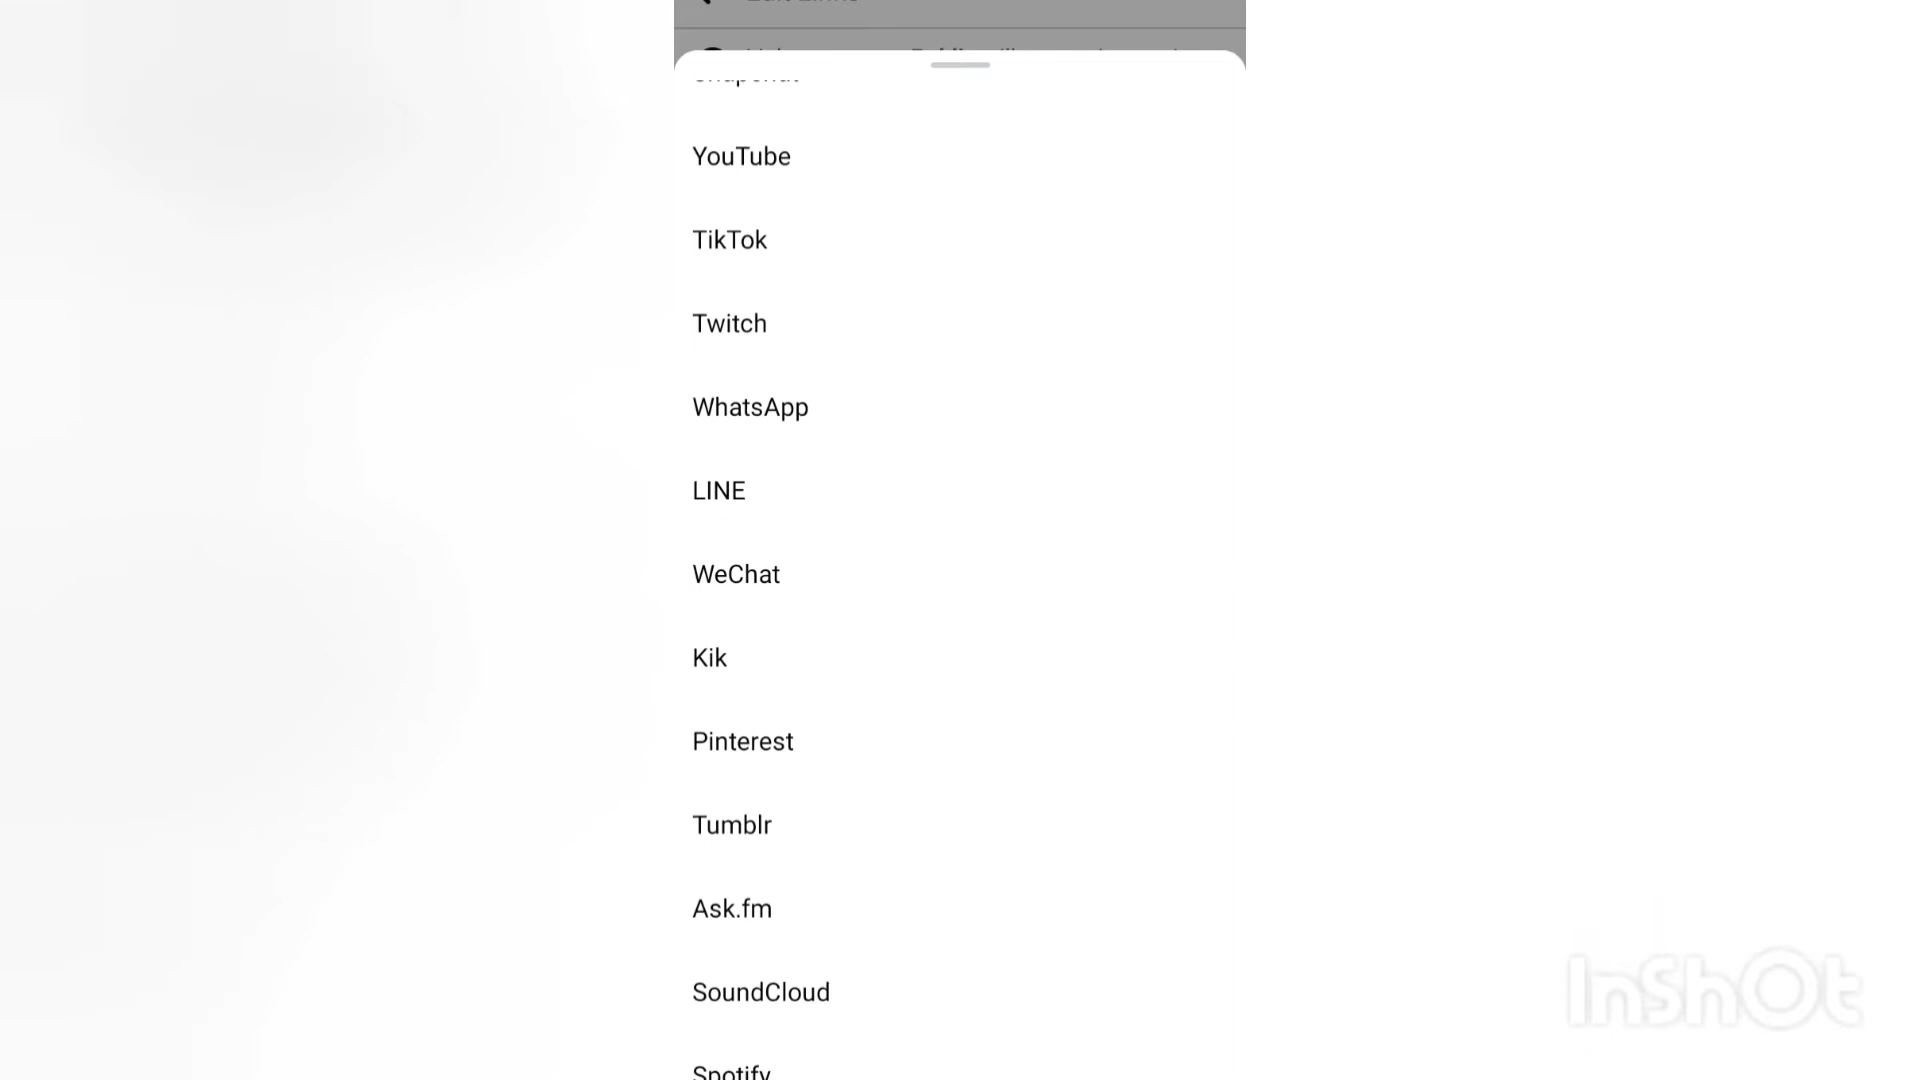 YouTube
TikTok
Twitch
WhatsApp
LINE
WeChat
Kik
Pinterest
Tumblr
Ask.fm
SoundCloud
Spotify
InShOt